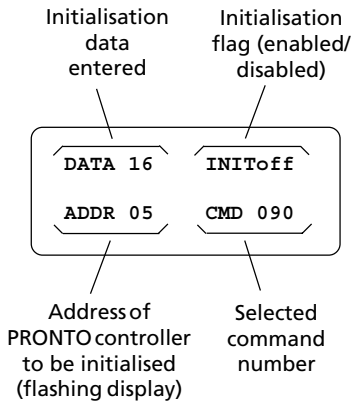 Initialisation
data
entered
Initialisation
flag (enabled/
disabled)
DATA 16 INIToff
ADDR 05 CMD 090
Address of
PRONTO controller
to be initialised
(flashing display)
Selected
command
number